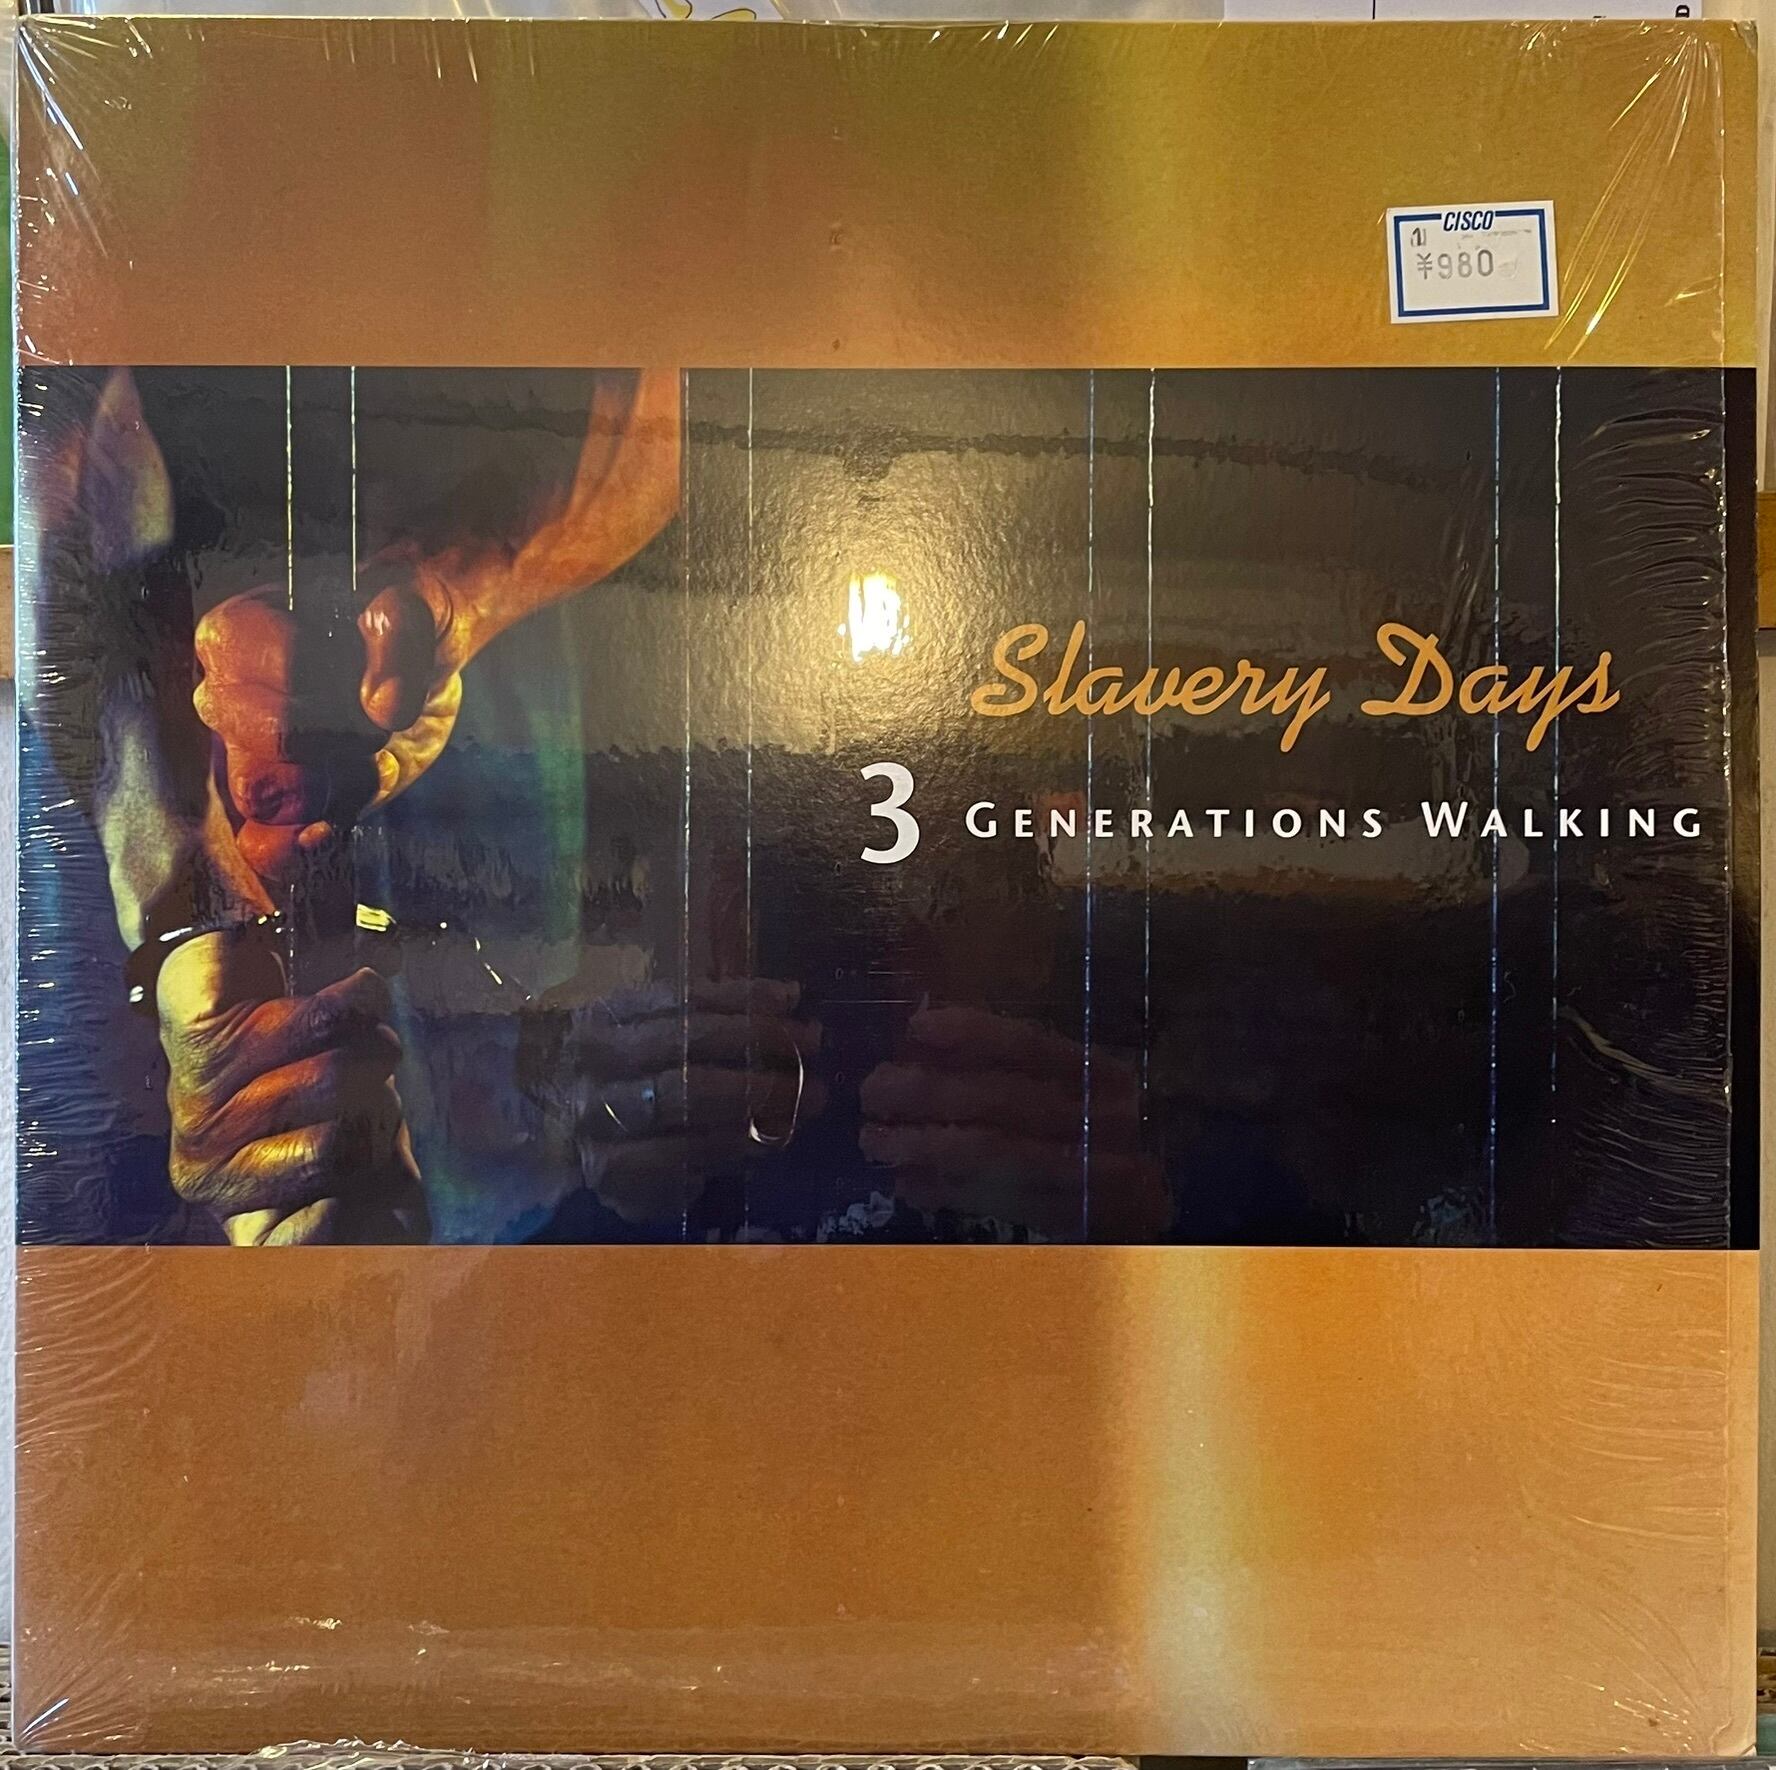 D
CISCO
¥980
Slavery Days
3 GENERATIONS WALKING